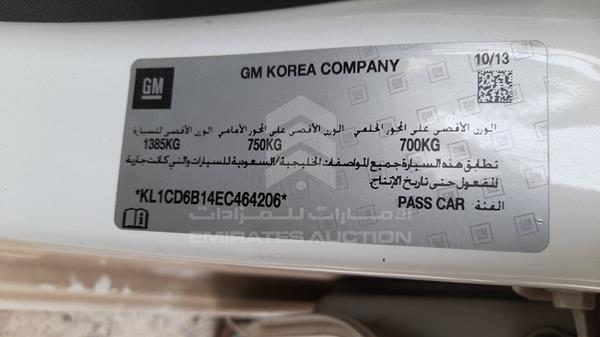 GM
GM KOREA COMPANY
10/13
الوزن الأقصى على المحور الخلفي الوزن الأقصى على المحور الأمامي الوزن الأقصى للسيارة
1385KG 750KG 700KG
تطابق هذه السيارة جميع المواصفات الخليجية/السعودية للسيارات والتي كانت جارية
المفعول حتى تاريخ الإنتاج
*KL1CD6B14EC464206*
PASS CAR الفئة
الإمارات للمزادات
EMIRATES AUCTION